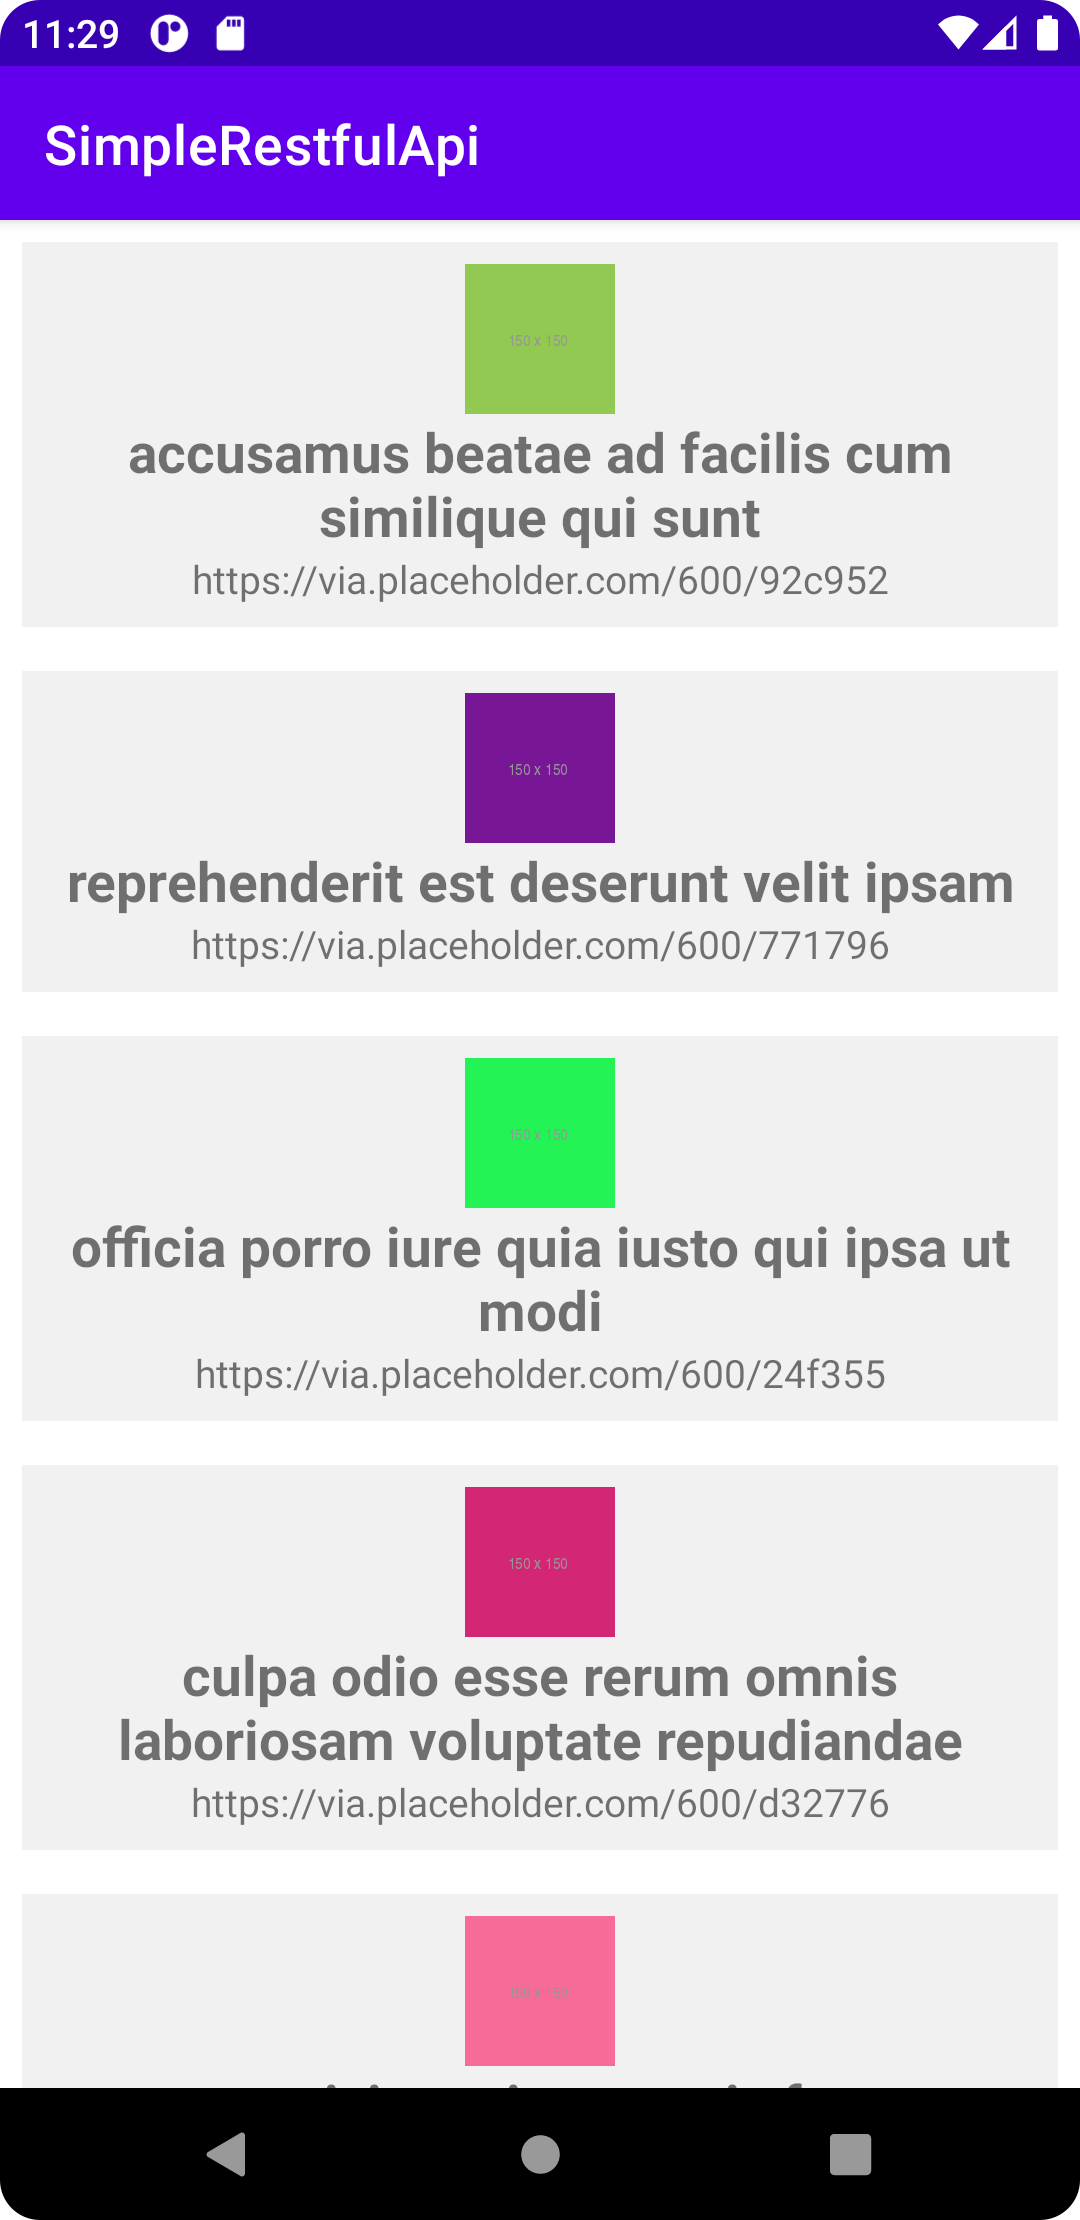 11:29
SimpleRestfulApi
150 x 150
accusamus beatae ad facilis cum
similique qui sunt
https://via.placeholder.com/600/92c952
150 x 150
reprehenderit est deserunt velit ipsam
https://via.placeholder.com/600/771796
150 x 150
officia porro iure quia iusto qui ipsa ut
modi
https://via.placeholder.com/600/24f355
150 x 150
culpa odio esse rerum omnis
laboriosam voluptate repudiandae
https://via.placeholder.com/600/d32776
150 x 150